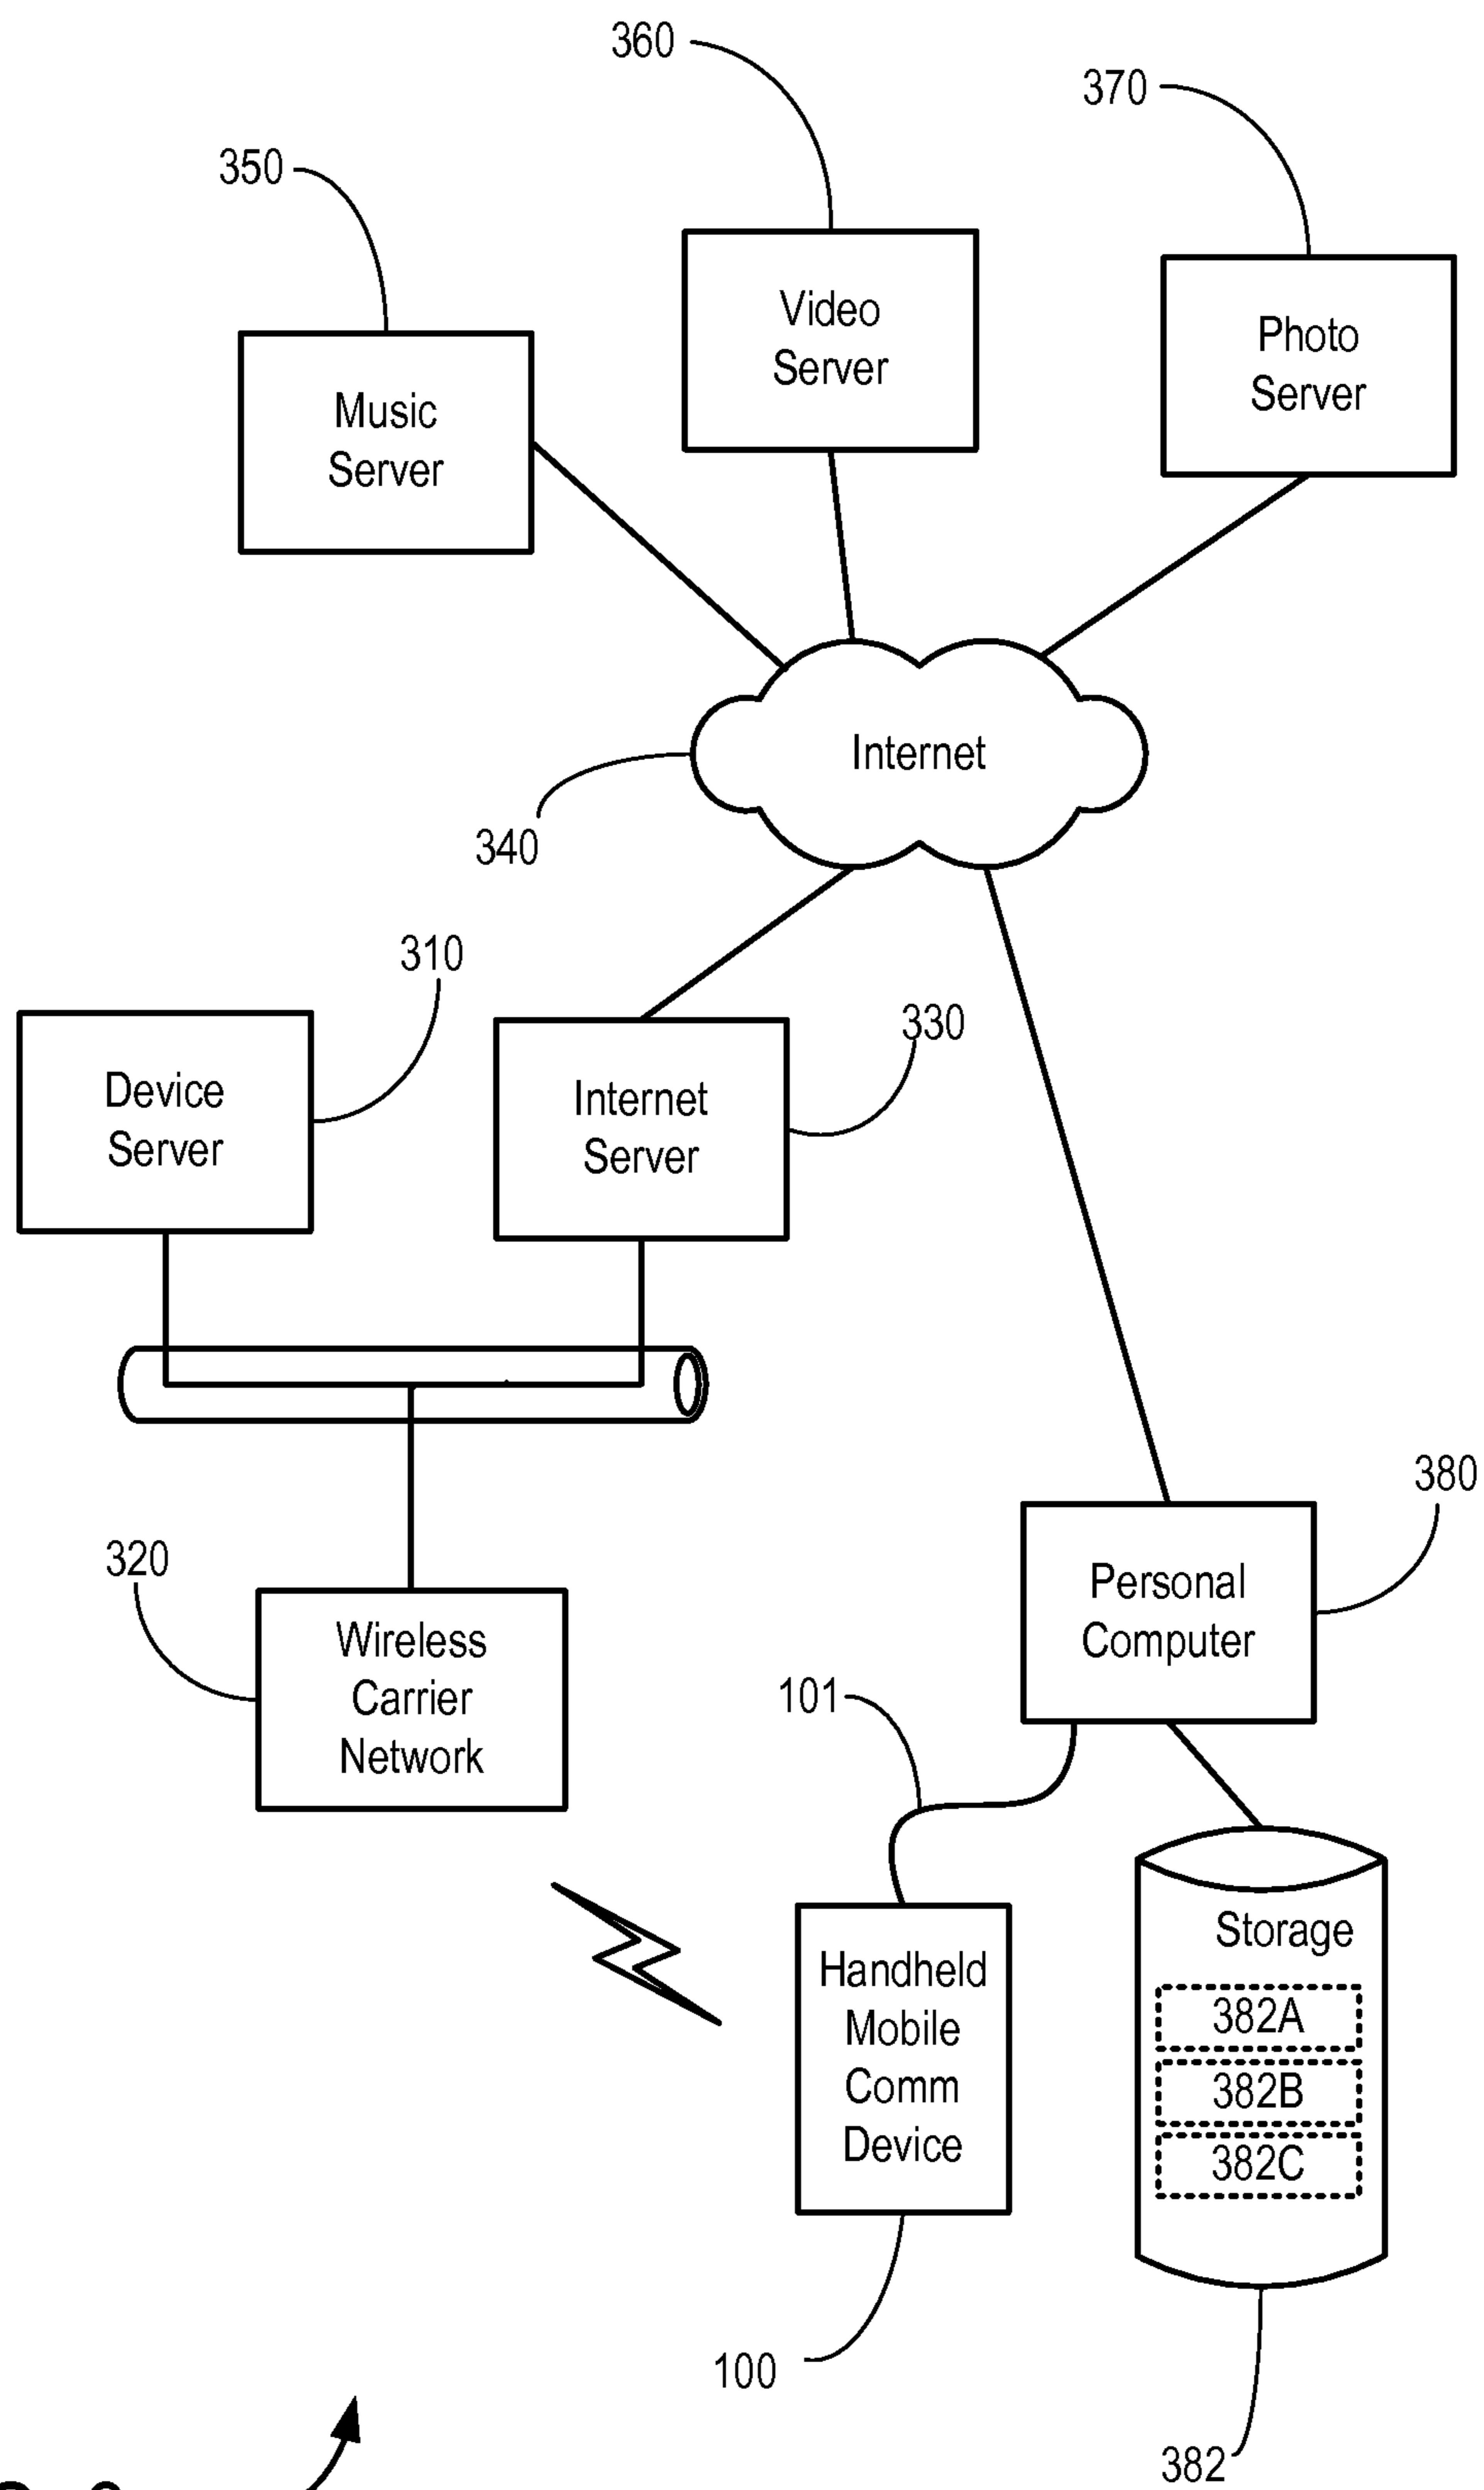 360
370
350
Video
Server
Photo
Server
Music
Server
Internet
340
310
330
Device
Server
Internet
Server
380
320
Personal
Computer
Wireless
Carrier
Network
101
Storage
Handheld
Mobile
Comm
Device
382A
382B
382C
100
382